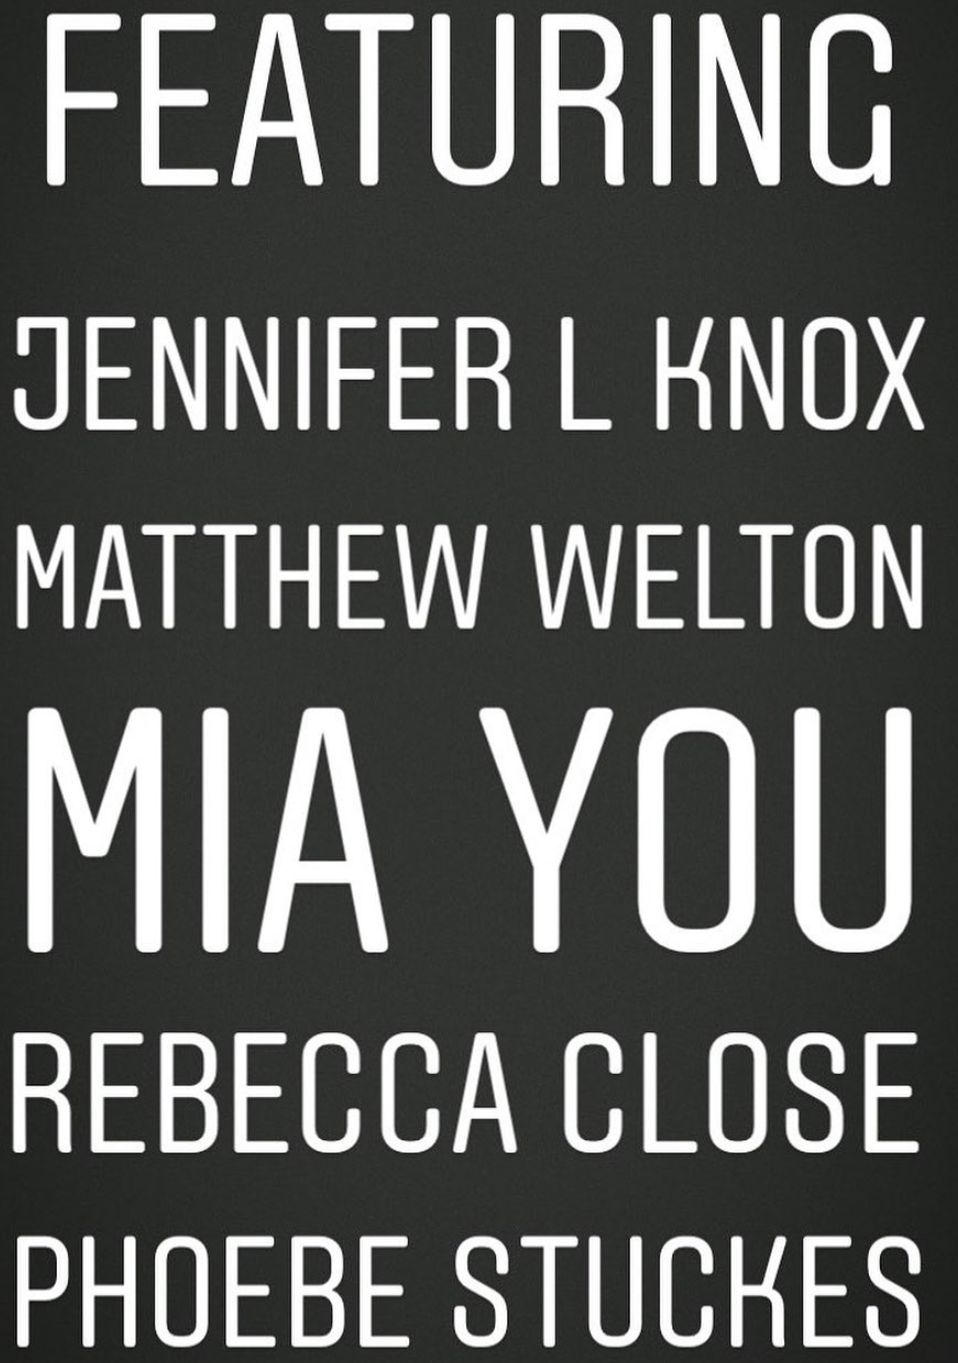 FEATURING
JENNIFER L KNOX
MATTHEW WELTON
MIA YOU
REBECCA CLOSE
PHOEBE STUCKES